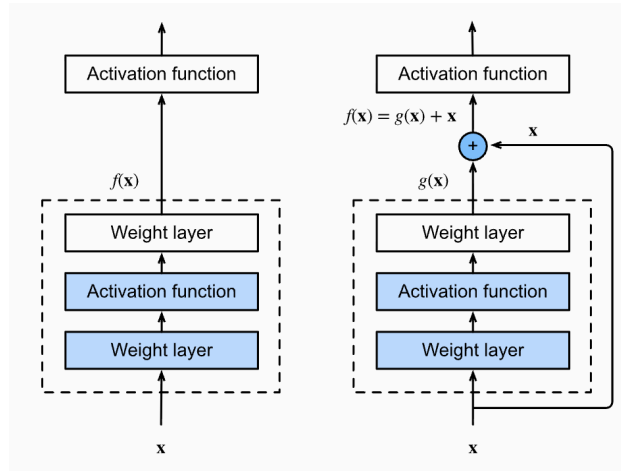 Activation function
f(x)
Weight layer
Activation function
Weight layer
x
Activation function
f(x) = g(x) + x
x
+
g(x)
Weight layer
Activation function
Weight layer
x